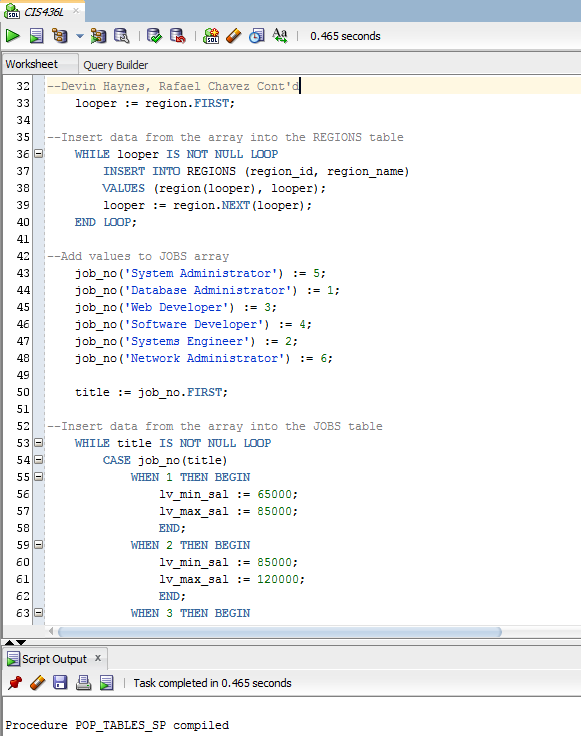 CIS436L
0.465 seconds
Worksheet Query Builder
32 --Devin Haynes, Rafael Chavez Cont'd
33 looper := region.FIRST;
34
35 --Insert data from the array into the REGIONS table
36 WHILE looper IS NOT NULL LOOP
37 INSERT INTO REGIONS (region_id, region_name)
38 VALUES (region(looper), looper);
39 looper := region.NEXT(looper);
40 END LOOP;
41
42 --Add values to JOBS array
43 job_no('System Administrator') := 5;
44 job_no('Database Administrator') := 1;
45 job_no('Web Developer') := 3;
46 job_no('Software Developer') := 4;
47 job_no('Systems Engineer') := 2;
48 job_no('Network Administrator') := 6;
49
50 title := job_no.FIRST;
51
52 --Insert data from the array into the JOBS table
53 WHILE title IS NOT NULL LOOP
54 CASE job_no(title)
55 WHEN 1 THEN BEGIN
56 lv_min_sal := 65000;
57 lv_max_sal := 85000;
58 END;
59 WHEN 2 THEN BEGIN
60 lv_min_sal := 85000;
61 lv_max_sal := 120000;
62 END;
63 WHEN 3 THEN BEGIN
Script Output x
Task completed in 0.465 seconds
Procedure POP_TABLES_SP compiled